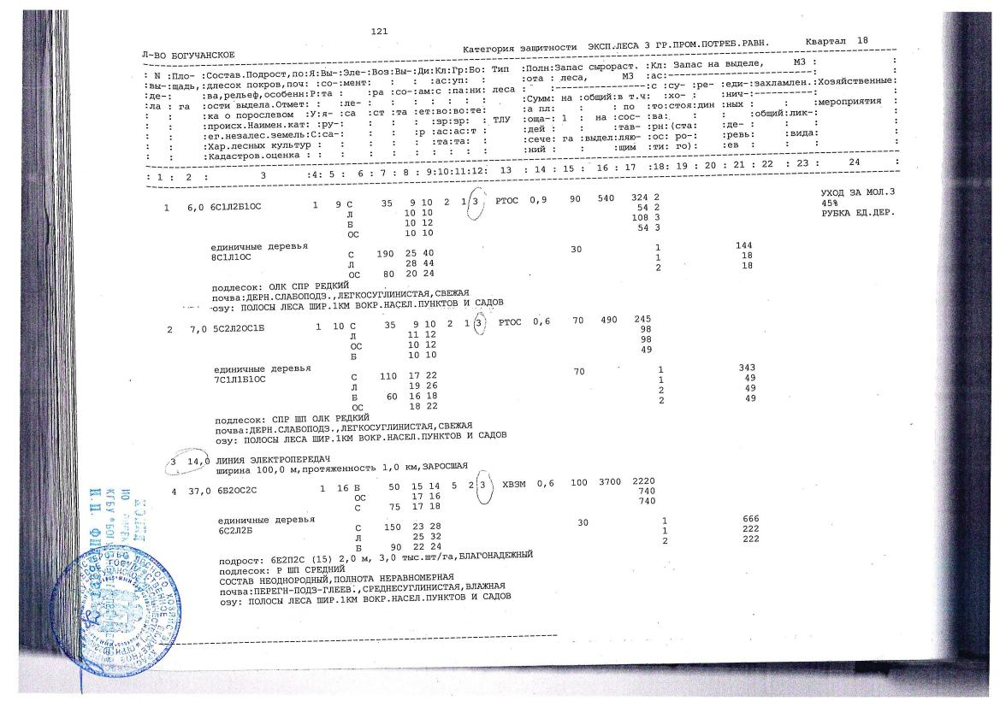 121
Л-ВО БОГУЧАНСКОЕ Категория защитности ЭКСП.ЛЕСА 3 ГР.ПРОМ.ПОТРЕБ.РАВН. Квартал 18
: N :Пло- :Состав.Подрост,по:Я:Вы-:Эле-:Воз:Вы-:Ди:Кл:Гр:Бо: Тип :Полн:Запас сырораст. :Кл: Запас на выделе, М3 : :
:вы-:щадь,:длесок покров,поч: :со-:мент: : : :ас:уп: : :ота : леса, М3 :ас:
:де-: :ва,рельеф,особенн:Р:та : :ра :со-:ам:с :па:ни: леса : :с :су- : ре- :еди-:захламлен.:Хозяйственные:
:ла : га :ости выдела.Отмет: : :ле- : : : : : : : :Сумм: на :общий:в т.ч: :хо- : :нич-
: : :ка о порослевом :У:я- :са :ст :та :ет:во:во:те: :а пл: : : по :то:стоя:дин :ных : : :мероприятия :
: : :происх.Наимен.кат: :ру-: : : : :зр:зр: : ТЛУ :оща-: 1 : на :сос-:ва: : : :общий:лик-: :
: : :ег.незалес.земель:С:са-: : : :р :ас:ас:т : :дей : : :тав- :рн:(ста: :де- : : : :
: : :Хар.лесных культур : : : : : : :та:та: : :сече: га :выдел:ляю- :ос: ро- : :ревь: :вида: :
: : :Кадастров.оценка : : : : : : : : : : : :ний : : :щим :ти: го): :ев : : : :
: 1 : 2 : 3 :4: 5 : 6 : 7 : 8 : 9:10:11:12: 13 : 14 : 15 : 16 : 17 :18: 19 : 20 : 21 : 22 : 23 : 24 :
1 6,0 6С1Л2Б1ОС 1 9 С 35 9 10 2 1 3 РТОС 0,9 90 540 324 2 УХОД ЗА МОЛ.3
Л 10 10 54 2 45%
Б 10 12 108 3 РУБКА ЕД.ДЕР.
ОС 10 10 54 3
единичные деревья
8С1Л1ОС С 190 25 40 30 1 144
Л 28 44 1 18
ОС 80 20 24 2 18
подлесок: ОЛК СПР РЕДКИЙ
почва:ДЕРН.СЛАБОПОДЗ.,ЛЕГКОСУГЛИНИСТАЯ,СВЕЖАЯ
озу: ПОЛОСЫ ЛЕСА ШИР.1КМ ВОКР.НАСЕЛ.ПУНКТОВ И САДОВ
2 7,0 5С2Л2ОС1Б 1 10 С 35 9 10 2 1 3 РТОС 0,6 70 490 245
Л 11 12 98
ОС 10 12 98
Б 10 10 49
единичные деревья
7С1Л1Б1ОС С 110 17 22 70 1 343
Л 19 26 1 49
Б 60 16 18 2 49
ОС 18 22 2 49
подлесок: СПР ШП ОЛК РЕДКИЙ
почва:ДЕРН.СЛАБОПОДЗ.,ЛЕГКОСУГЛИНИСТАЯ,СВЕЖАЯ
озу: ПОЛОСЫ ЛЕСА ШИР.1КМ ВОКР.НАСЕЛ.ПУНКТОВ И САДОВ
3 14,0 ЛИНИЯ ЭЛЕКТРОПЕРЕДАЧ
ширина 100,0 м,протяженность 1,0 км,ЗАРОСШАЯ
4 37,0 6Б2ОС2С 1 16 Б 50 15 14 5 2 3 ХВЗМ 0,6 100 3700 2220
ОС 17 16 740
С 75 17 18 740
единичные деревья
6С2Л2Б С 150 23 28 30 1 666
Л 25 32 1 222
Б 90 22 24 2 222
подрост: 6Е2П2С (15) 2,0 м, 3,0 тыс.шт/га,БЛАГОНАДЕЖНЫЙ
подлесок: Р ШП СРЕДНИЙ
СОСТАВ НЕОДНОРОДНЫЙ,ПОЛНОТА НЕРАВНОМЕРНАЯ
почва:ПЕРЕГН-ПОДЗ-ГЛЕЕВ.,СРЕДНЕСУГЛИНИСТАЯ,ВЛАЖНАЯ
озу: ПОЛОСЫ ЛЕСА ШИР.1КМ ВОКР.НАСЕЛ.ПУНКТОВ И САДОВ